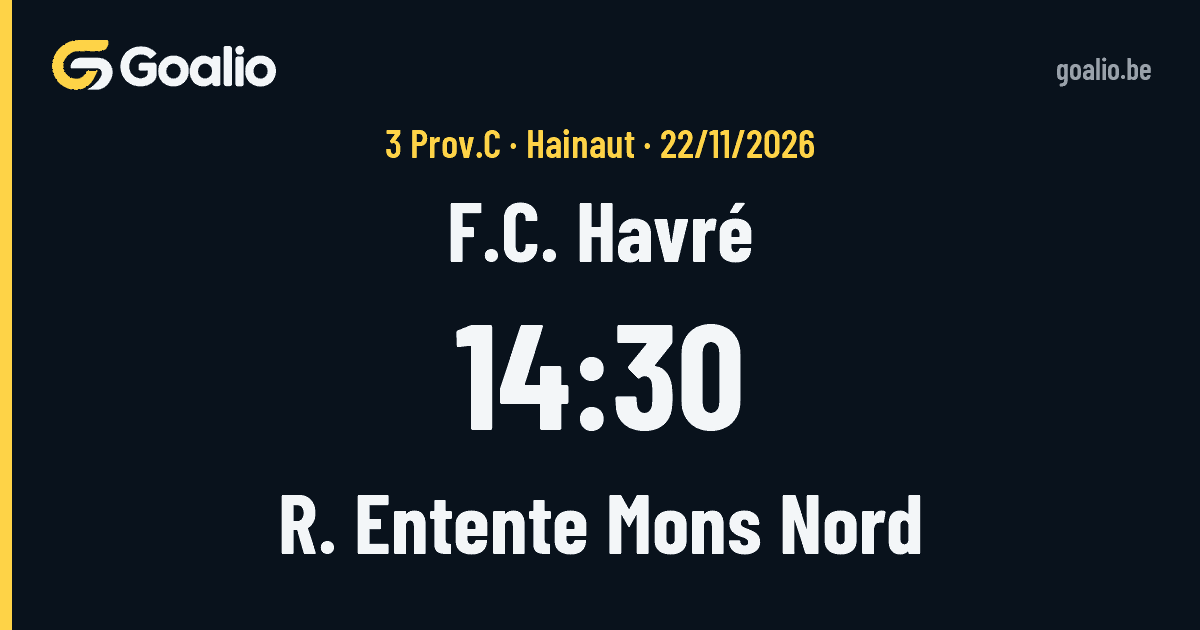 Goalio
goalio.be
3 Prov.C · Hainaut · 22/11/2026
F.C. Havré
14:30
R. Entente Mons Nord